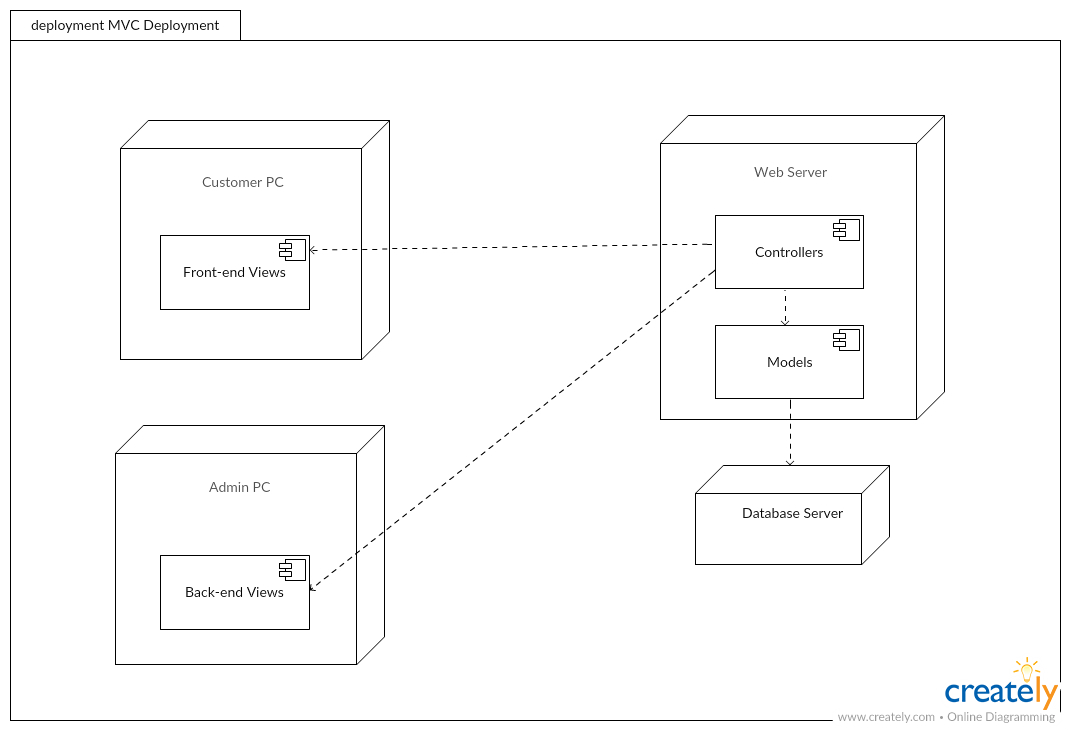 deployment MVC Deployment
Customer PC
Front-end Views
Web Server
Controllers
Models
Admin PC
Back-end Views
Database Server
creately
www.creately.com • Online Diagramming